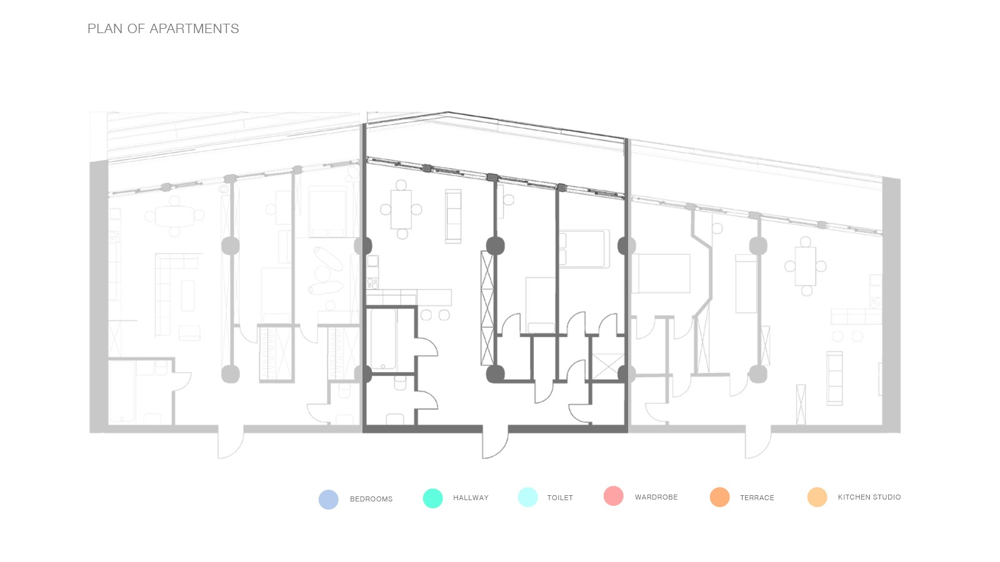 PLAN OF APARTMENTS
BEDROOMS
HALLWAY
TOILET
WARDROBE
TERRACE
KITCHEN STUDIO